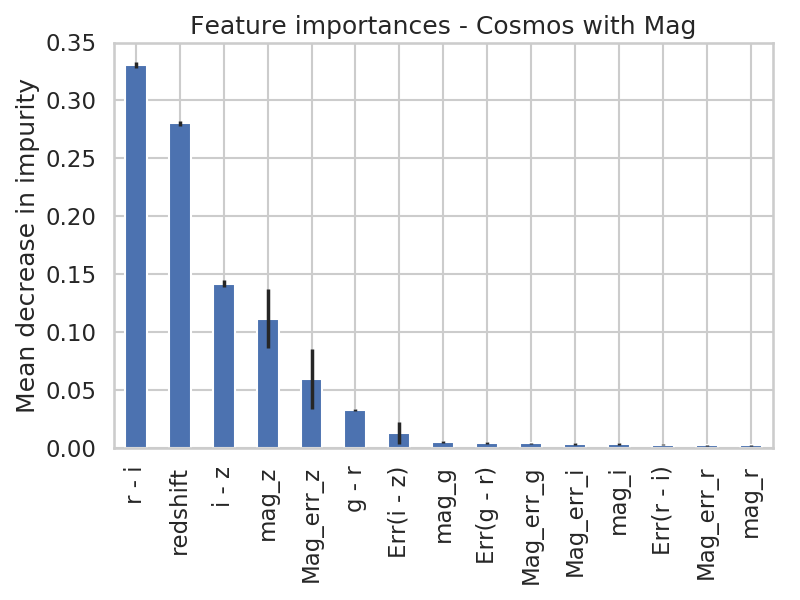 Feature importances - Cosmos with Mag
Mean decrease in impurity
0.35
0.30
0.25
0.20
0.15
0.10
0.05
0.00
r - i
redshift
i - z
mag_z
Mag_err_z
g - r
Err(i - z)
mag_g
Err(g - r)
Mag_err_g
Mag_err_i
mag_i
Err(r - i)
Mag_err_r
mag_r